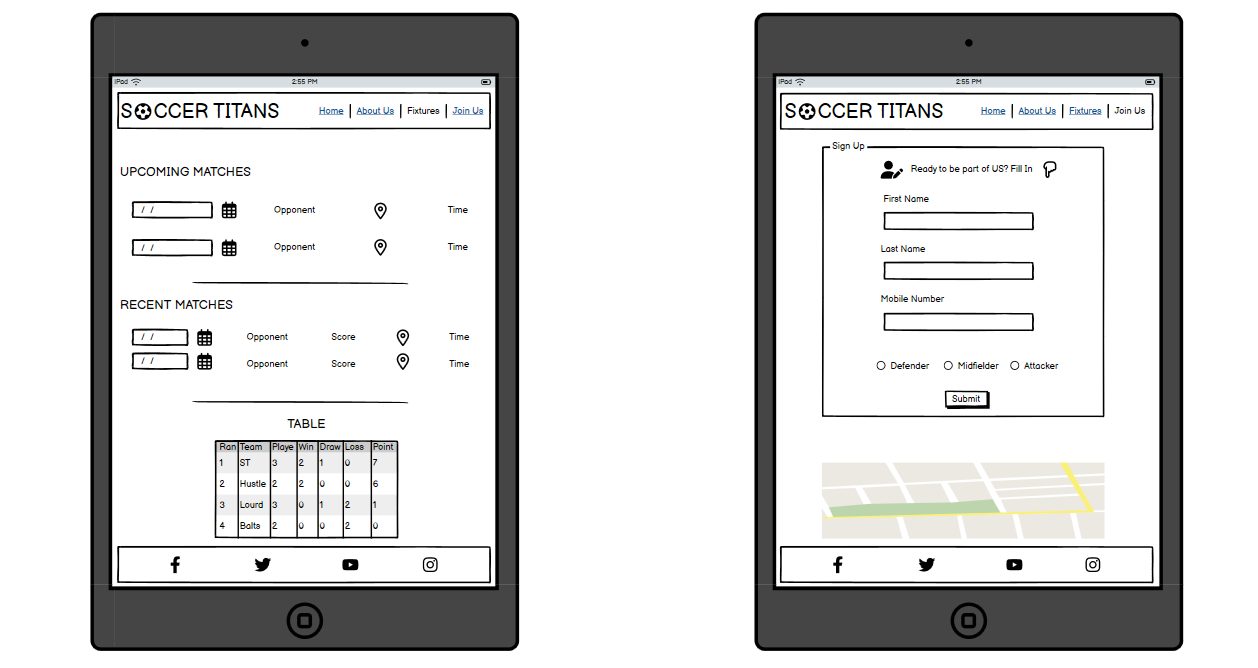 iPad 2:55 PM
SOCCER TITANS Home | About Us | Fixtures | Join Us
UPCOMING MATCHES
/ / Opponent Time
/ / Opponent Time
RECENT MATCHES
/ / Opponent Score Time
/ / Opponent Score Time
TABLE
Ran Team Playe Win Draw Loss Point
1 ST 3 2 1 0 7
2 Hustle 2 2 0 0 6
3 Lourd 3 0 1 2 1
4 Balts 2 0 0 2 0
iPad 2:55 PM
SOCCER TITANS Home | About Us | Fixtures | Join Us
Sign Up
Ready to be part of US? Fill In
First Name
Last Name
Mobile Number
Defender Midfielder Attacker
Submit